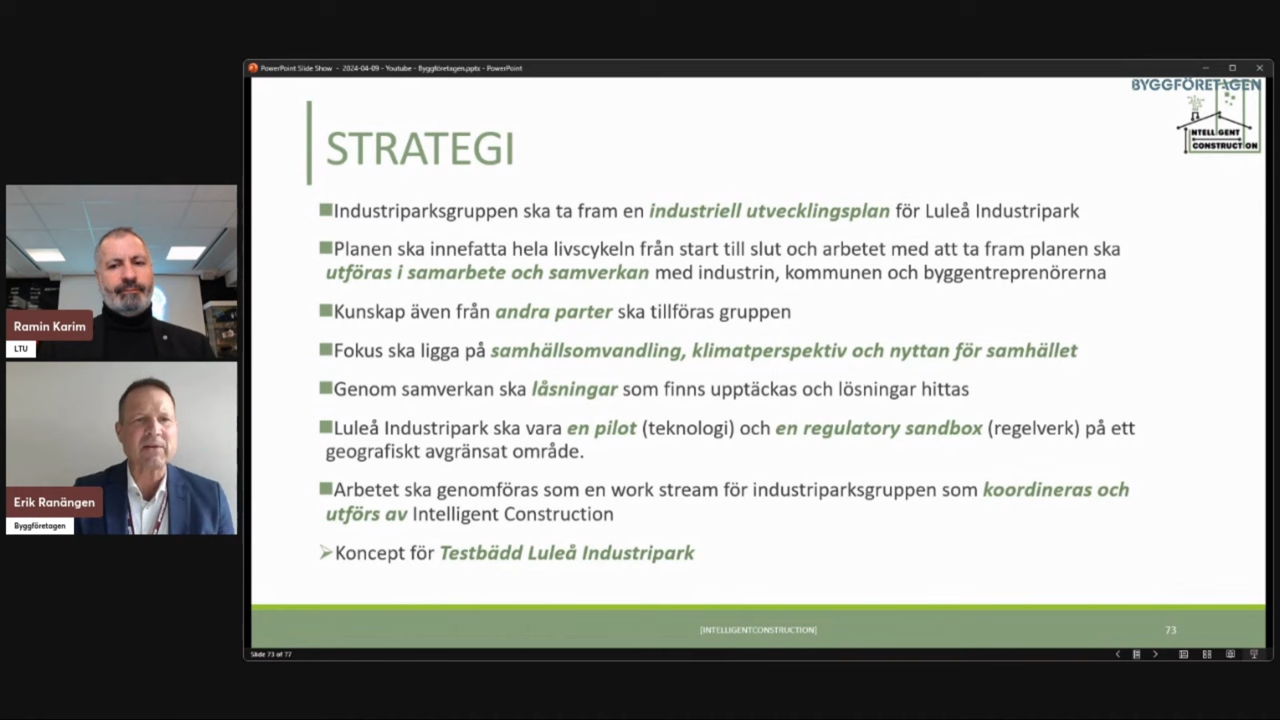 PowerPoint Slide Show - 2024-04-09 - Youtube - Byggföretagen.pptx - PowerPoint
BYGGFÖRETAGEN
INTELLIGENT
CONSTRUCTION
STRATEGI
Industriparksgruppen ska ta fram en industriell utvecklingsplan för Luleå Industripark
Planen ska innefatta hela livscykeln från start till slut och arbetet med att ta fram planen ska
utföras i samarbete och samverkan med industrin, kommunen och byggentreprenörerna
Kunskap även från andra parter ska tillföras gruppen
Fokus ska ligga på samhällsomvandling, klimatperspektiv och nyttan för samhället
Genom samverkan ska låsningar som finns upptäckas och lösningar hittas
Luleå Industripark ska vara en pilot (teknologi) och en regulatory sandbox (regelverk) på ett
geografiskt avgränsat område.
Arbetet ska genomföras som en work stream för industriparksgruppen som koordineras och
utförs av Intelligent Construction
Koncept för Testbädd Luleå Industripark
[INTELLIGENTCONSTRUCTION]
73
Slide 73 of 77
Ramin Karim
LTU
Erik Ranängen
Byggföretagen